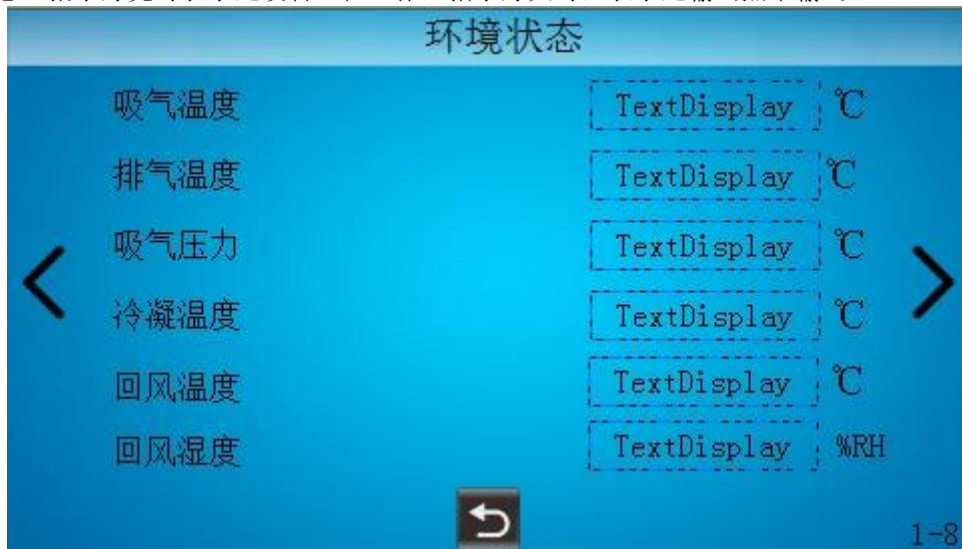 环境状态
吸气温度 TextDisplay ℃
排气温度 TextDisplay ℃
吸气压力 TextDisplay ℃
冷凝温度 TextDisplay ℃
回风温度 TextDisplay ℃
回风湿度 TextDisplay %RH
1-8